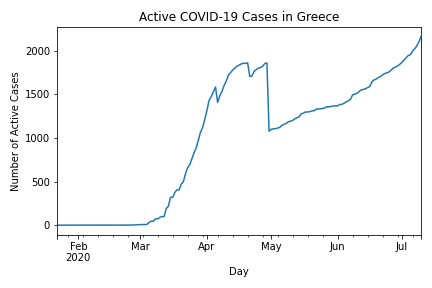 Active COVID-19 Cases in Greece
Number of Active Cases
2000
1500
1000
500
0
Feb Mar Apr May Jun Jul
2020
Day